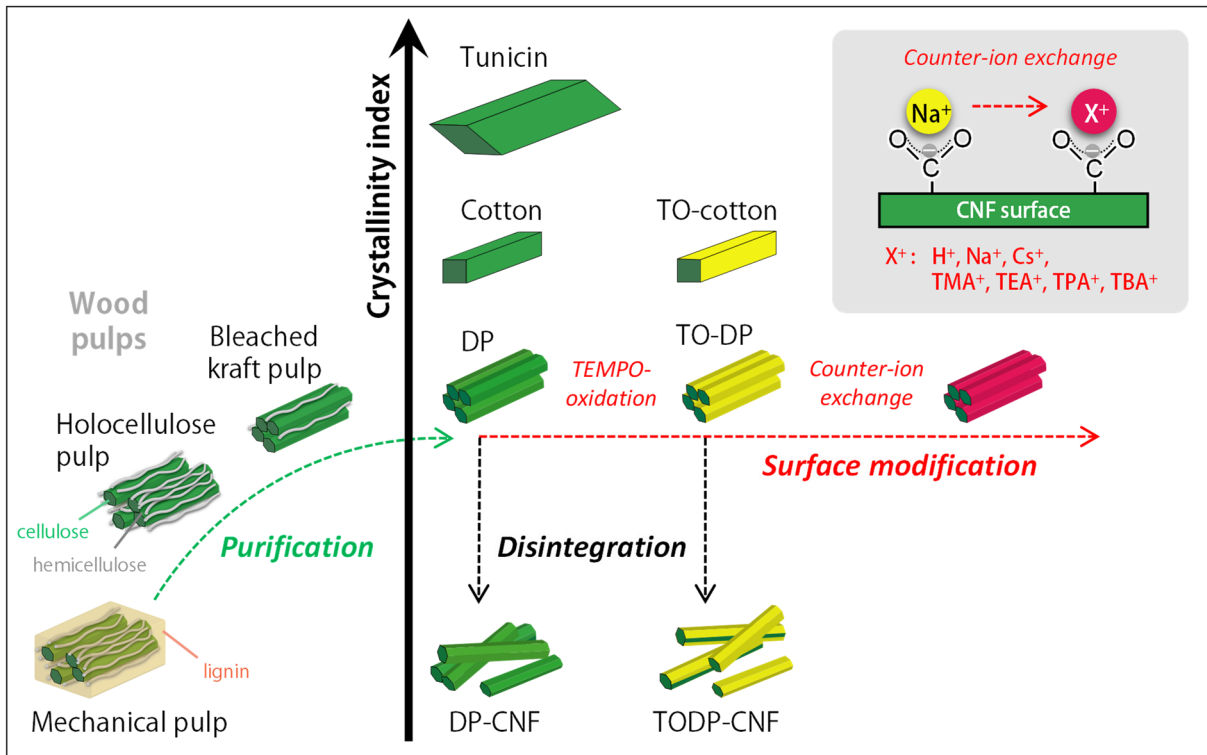 Crystallinity index
Tunicin
Cotton
TO-cotton
Counter-ion exchange
Na⁺
X⁺
O
O
C
O
O
C
CNF surface
X⁺ : H⁺, Na⁺, Cs⁺,
TMA⁺, TEA⁺, TPA⁺, TBA⁺
Wood
pulps
Bleached
kraft pulp
Holocellulose
pulp
cellulose
hemicellulose
Mechanical pulp
lignin
Purification
DP
TEMPO-
oxidation
TO-DP
Counter-ion
exchange
Surface modification
Disintegration
DP-CNF
TODP-CNF